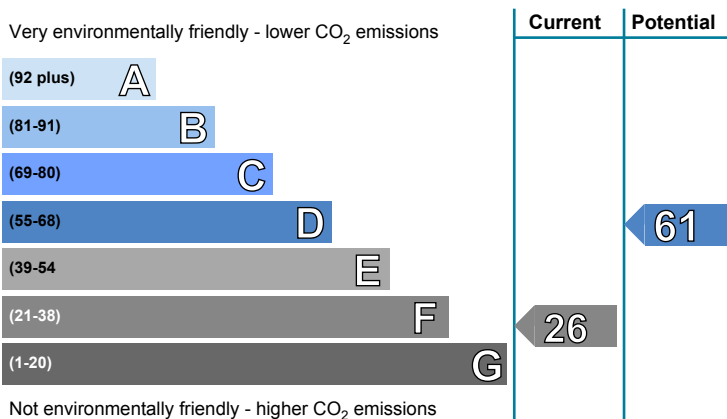 Very environmentally friendly - lower CO2 emissions
Current
Potential
(92 plus) A
(81-91) B
(69-80) C
(55-68) D
61
(39-54 E
(21-38) F
26
(1-20) G
Not environmentally friendly - higher CO2 emissions